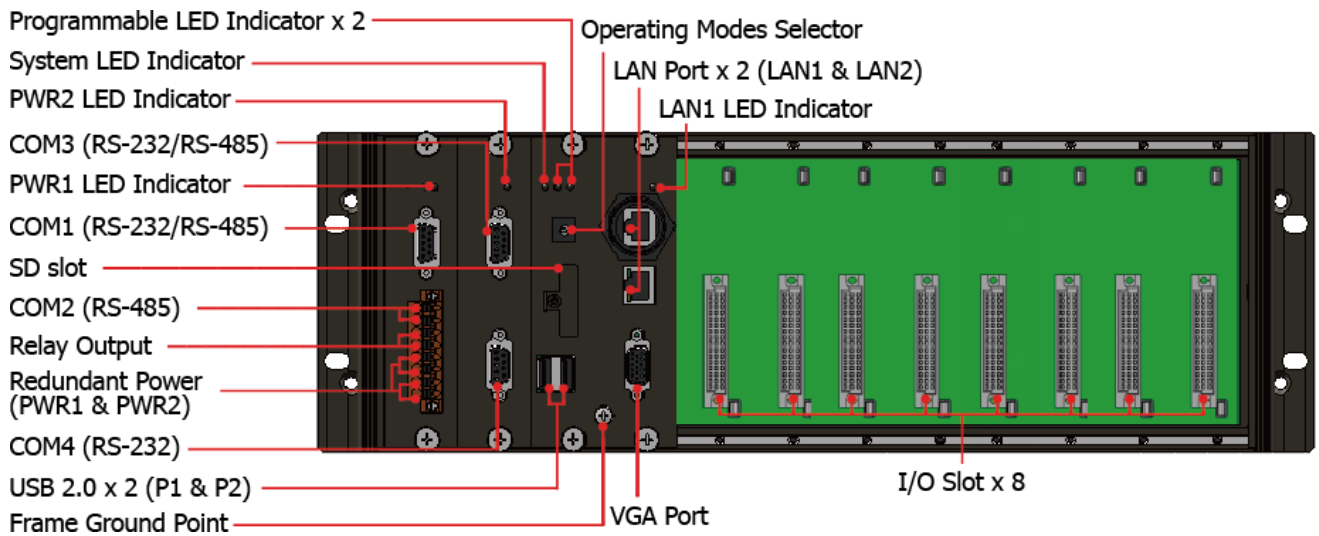 Programmable LED Indicator x 2
System LED Indicator
PWR2 LED Indicator
COM3 (RS-232/RS-485)
PWR1 LED Indicator
COM1 (RS-232/RS-485)
SD slot
COM2 (RS-485)
Relay Output
Redundant Power
(PWR1 & PWR2)
COM4 (RS-232)
USB 2.0 x 2 (P1 & P2)
Frame Ground Point
Operating Modes Selector
LAN Port x 2 (LAN1 & LAN2)
LAN1 LED Indicator
VGA Port
I/O Slot x 8